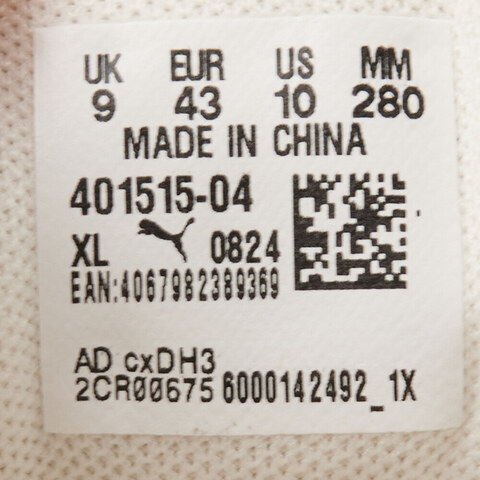 UK EUR US MM
9 43 10 280
MADE IN CHINA
401515-04
XL 0824
EAN:4067982389369
AD cxDH3
2CR00675 6000142492_1X